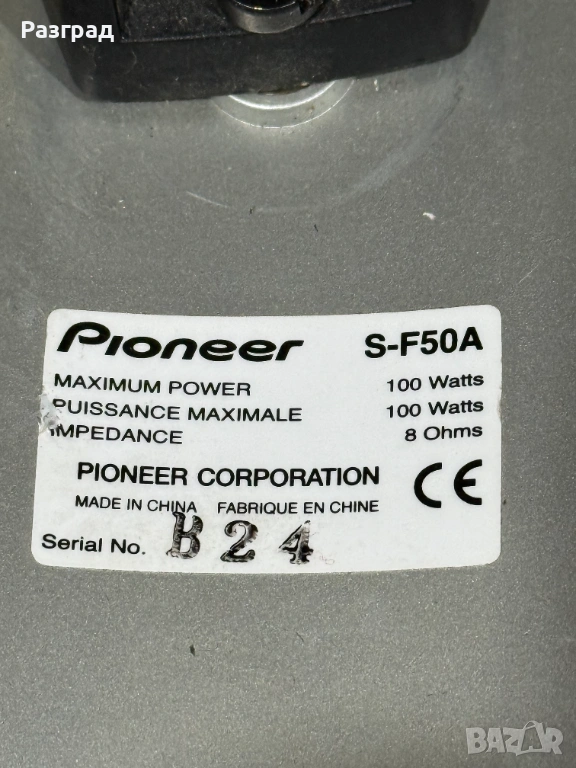 Разград
Pioneer S-F50A
MAXIMUM POWER 100 Watts
PUISSANCE MAXIMALE 100 Watts
IMPEDANCE 8 Ohms
PIONEER CORPORATION CE
MADE IN CHINA FABRIQUE EN CHINE
Serial No. B24
BAZAR